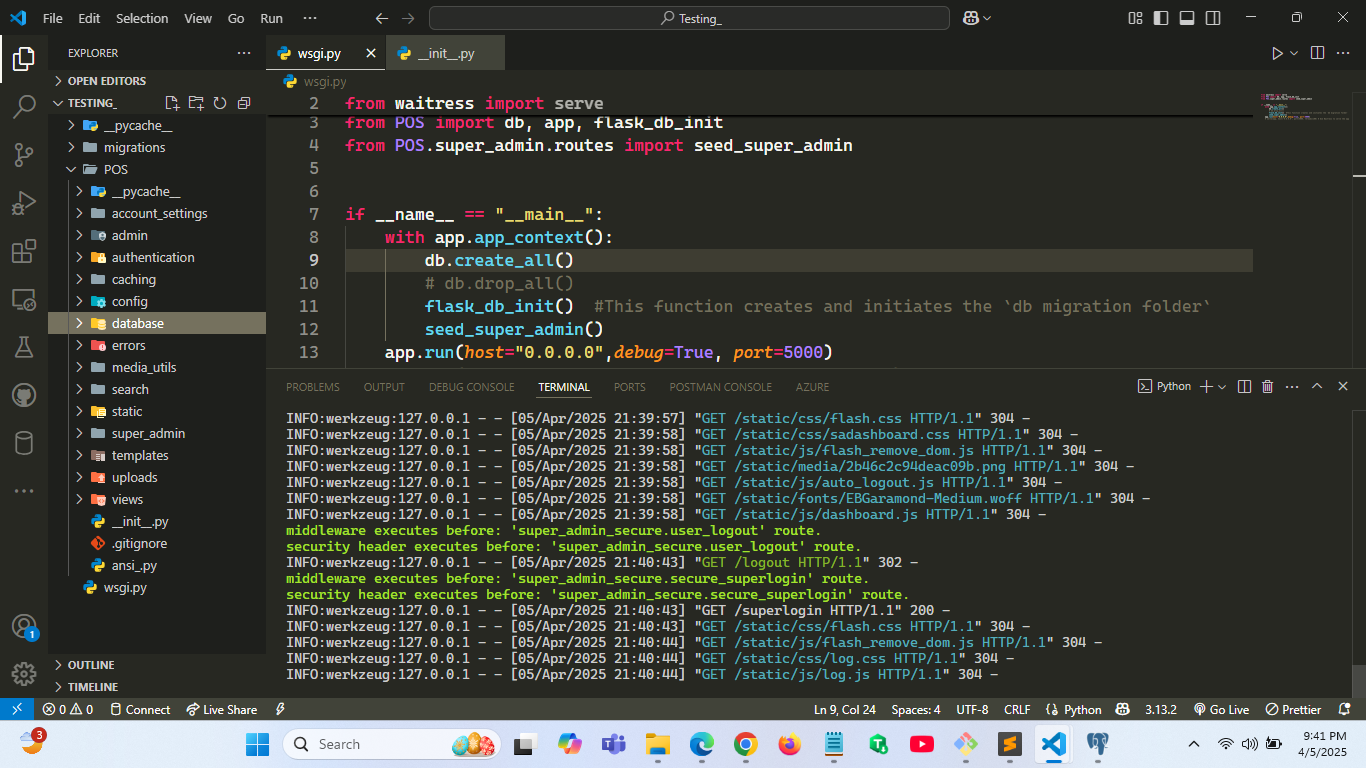 File Edit Selection View Go Run ··· Testing_
EXPLORER ···
OPEN EDITORS
TESTING_
__pycache__
migrations
POS
__pycache__
account_settings
admin
authentication
caching
config
database
errors
media_utils
search
static
super_admin
templates
uploads
views
__init__.py
.gitignore
ansi_.py
wsgi.py
OUTLINE
TIMELINE
wsgi.py __init__.py
wsgi.py
2 from waitress import serve
3 from POS import db, app, flask_db_init
4 from POS.super_admin.routes import seed_super_admin
5
6
7 if __name__ == "__main__":
8 with app.app_context():
9 db.create_all()
10 # db.drop_all()
11 flask_db_init() #This function creates and initiates the `db migration folder`
12 seed_super_admin()
13 app.run(host="0.0.0.0",debug=True, port=5000)
PROBLEMS OUTPUT DEBUG CONSOLE TERMINAL PORTS POSTMAN CONSOLE AZURE Python
INFO:werkzeug:127.0.0.1 - - [05/Apr/2025 21:39:57] "GET /static/css/flash.css HTTP/1.1" 304 -
INFO:werkzeug:127.0.0.1 - - [05/Apr/2025 21:39:58] "GET /static/css/sadashboard.css HTTP/1.1" 304 -
INFO:werkzeug:127.0.0.1 - - [05/Apr/2025 21:39:58] "GET /static/js/flash_remove_dom.js HTTP/1.1" 304 -
INFO:werkzeug:127.0.0.1 - - [05/Apr/2025 21:39:58] "GET /static/media/2b46c2c94deac09b.png HTTP/1.1" 304 -
INFO:werkzeug:127.0.0.1 - - [05/Apr/2025 21:39:58] "GET /static/js/auto_logout.js HTTP/1.1" 304 -
INFO:werkzeug:127.0.0.1 - - [05/Apr/2025 21:39:58] "GET /static/fonts/EBGaramond-Medium.woff HTTP/1.1" 304 -
INFO:werkzeug:127.0.0.1 - - [05/Apr/2025 21:39:58] "GET /static/js/dashboard.js HTTP/1.1" 304 -
middleware executes before: 'super_admin_secure.user_logout' route.
security header executes before: 'super_admin_secure.user_logout' route.
INFO:werkzeug:127.0.0.1 - - [05/Apr/2025 21:40:43] "GET /logout HTTP/1.1" 302 -
middleware executes before: 'super_admin_secure.secure_superlogin' route.
security header executes before: 'super_admin_secure.secure_superlogin' route.
INFO:werkzeug:127.0.0.1 - - [05/Apr/2025 21:40:43] "GET /superlogin HTTP/1.1" 200 -
INFO:werkzeug:127.0.0.1 - - [05/Apr/2025 21:40:43] "GET /static/css/flash.css HTTP/1.1" 304 -
INFO:werkzeug:127.0.0.1 - - [05/Apr/2025 21:40:44] "GET /static/js/flash_remove_dom.js HTTP/1.1" 304 -
INFO:werkzeug:127.0.0.1 - - [05/Apr/2025 21:40:44] "GET /static/css/log.css HTTP/1.1" 304 -
INFO:werkzeug:127.0.0.1 - - [05/Apr/2025 21:40:44] "GET /static/js/log.js HTTP/1.1" 304 -
1
0 0 Connect Live Share Ln 9, Col 24 Spaces: 4 UTF-8 CRLF Python 3.13.2 Go Live Prettier
3 Search 9:41 PM
4/5/2025